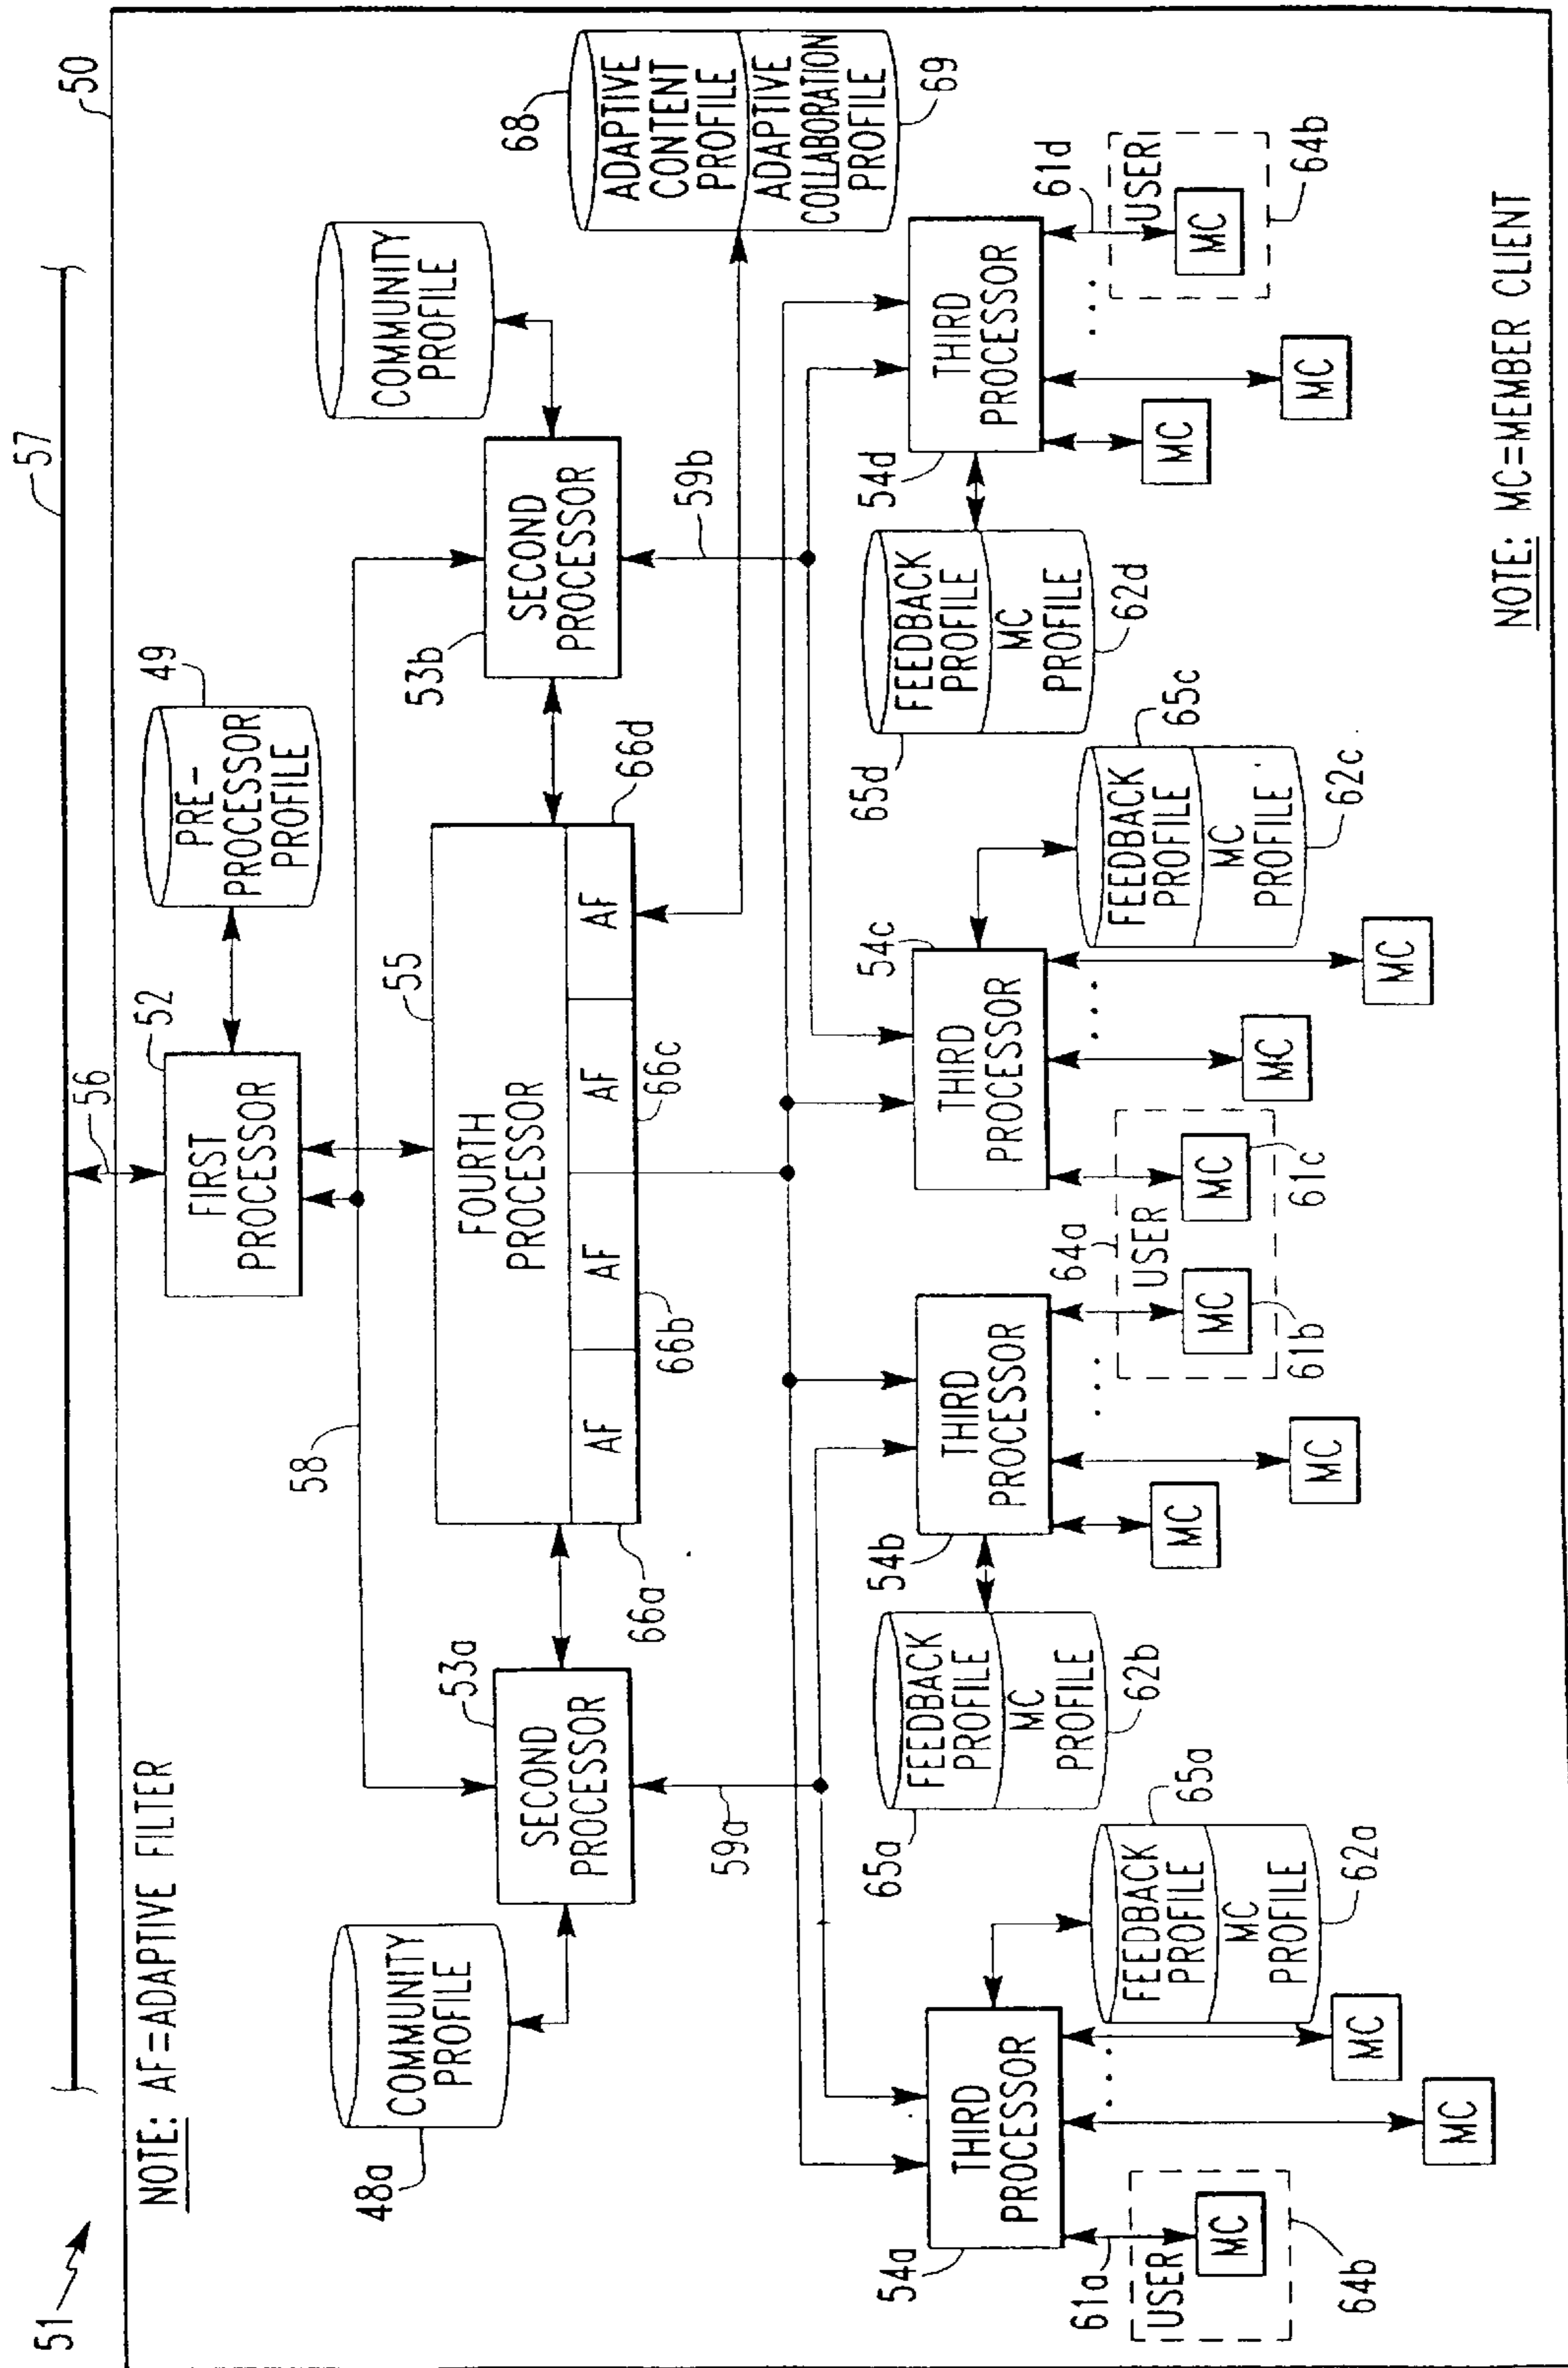 51
NOTE: AF=ADAPTIVE FILTER
57
50
56
52
FIRST
PROCESSOR
49
PRE-
PROCESSOR
PROFILE
58
48a
COMMUNITY
PROFILE
53a
SECOND
PROCESSOR
59a
55
FOURTH
PROCESSOR
AF
AF
AF
AF
66a
66b
66c
66d
53b
SECOND
PROCESSOR
59b
COMMUNITY
PROFILE
68
ADAPTIVE
CONTENT
PROFILE
ADAPTIVE
COLLABORATION
PROFILE
69
54a
THIRD
PROCESSOR
61a
USER
MC
64b
MC
MC
...
65a
FEEDBACK
PROFILE
MC
PROFILE
62a
65a
FEEDBACK
PROFILE
MC
PROFILE
62b
54b
THIRD
PROCESSOR
MC
MC
...
64a
USER
MC
MC
61b
61c
54c
THIRD
PROCESSOR
MC
MC
...
65c
FEEDBACK
PROFILE
MC
PROFILE
62c
65d
FEEDBACK
PROFILE
MC
PROFILE
62d
54d
THIRD
PROCESSOR
MC
MC
...
61d
USER
MC
64b
NOTE: MC=MEMBER CLIENT